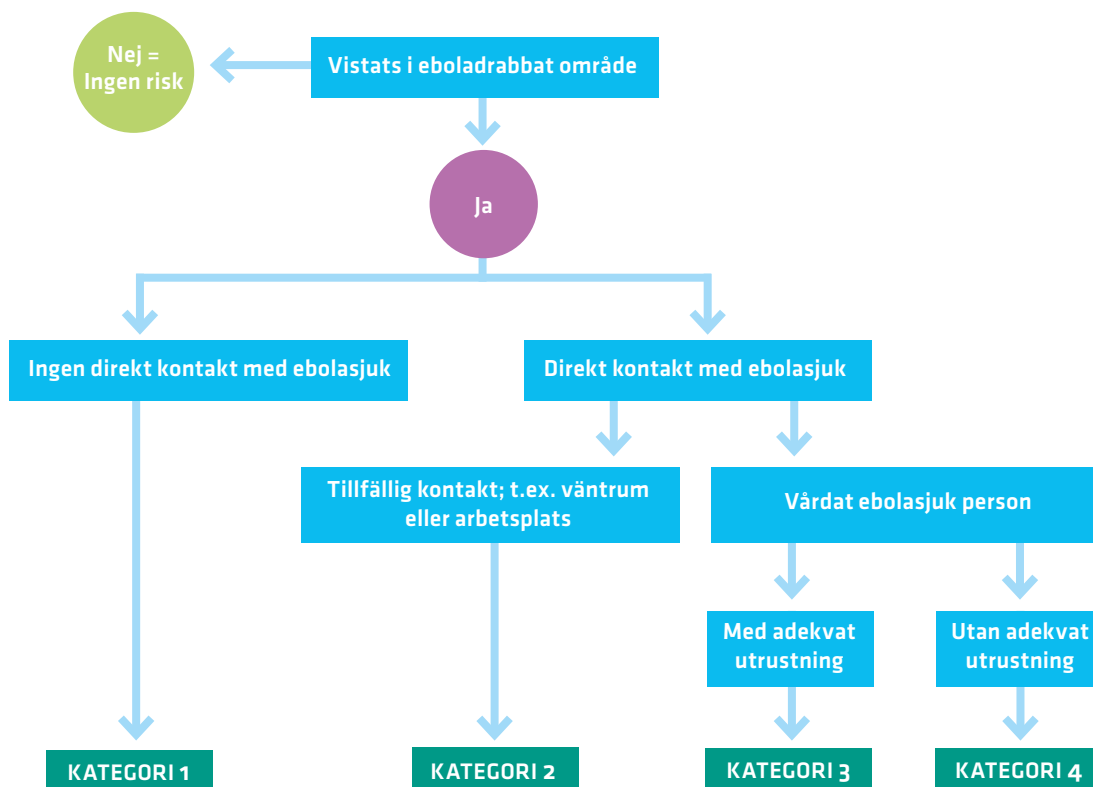 Nej =
Ingen risk
Vistats i eboladrabbat område
Ja
Ingen direkt kontakt med ebolasjuk
Direkt kontakt med ebolasjuk
Tillfällig kontakt; t.ex. väntrum
eller arbetsplats
Vårdat ebolasjuk person
Med adekvat
utrustning
Utan adekvat
utrustning
KATEGORI 1
KATEGORI 2
KATEGORI 3
KATEGORI 4